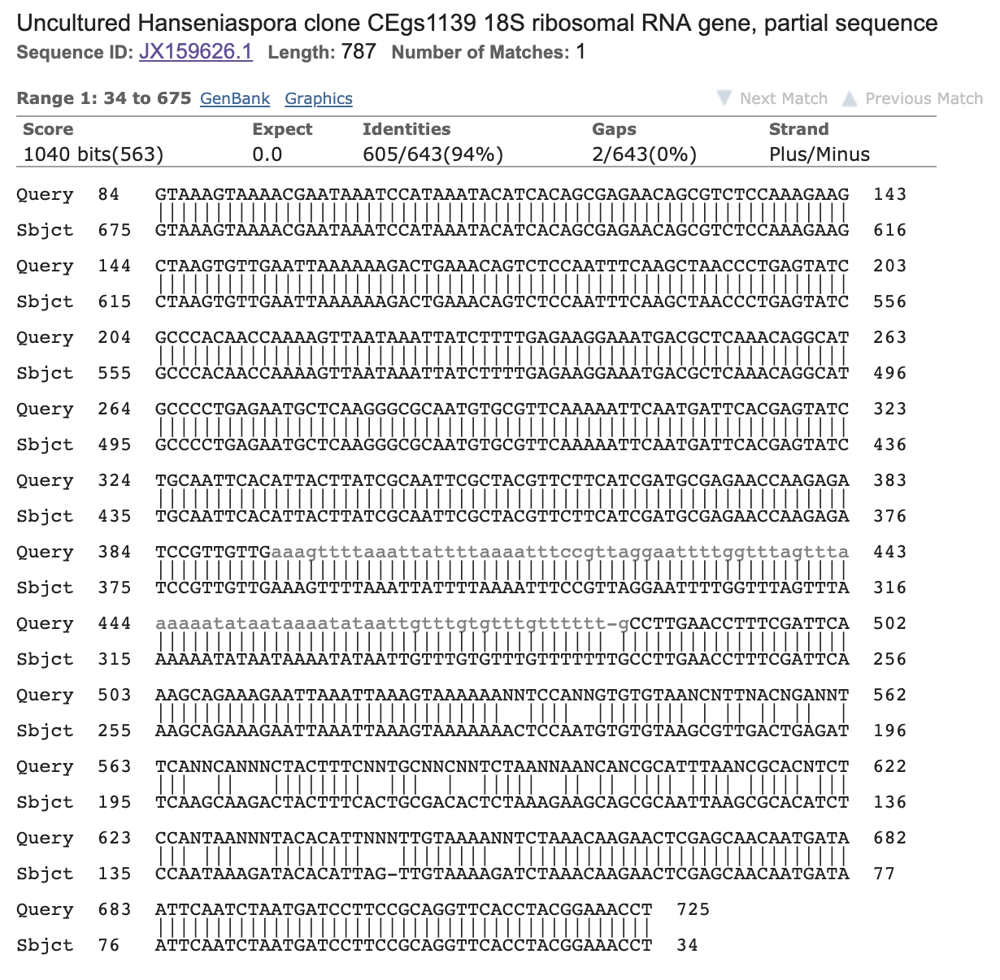 Uncultured Hanseniaspora clone CEgs1139 18S ribosomal RNA gene, partial sequence
Sequence ID: JX159626.1 Length: 787 Number of Matches: 1
Range 1: 34 to 675 GenBank Graphics Next Match Previous Match
Score Expect Identities Gaps Strand
1040 bits(563) 0.0 605/643(94%) 2/643(0%) Plus/Minus
Query 84 GTAAAGTAAAACGAATAAATCCATAAATACATCACAGCGAGAACAGCGTCTCCAAAGAAG 143
Sbjct 675 GTAAAGTAAAACGAATAAATCCATAAATACATCACAGCGAGAACAGCGTCTCCAAAGAAG 616
Query 144 CTAAGTGTTGAATTAAAAAAGACTGAAACAGTCTCCAATTTCAAGCTAACCCTGAGTATC 203
Sbjct 615 CTAAGTGTTGAATTAAAAAAGACTGAAACAGTCTCCAATTTCAAGCTAACCCTGAGTATC 556
Query 204 GCCCACAACCAAAAGTTAATAAATTATCTTTTGAGAAGGAAATGACGCTCAAACAGGCAT 263
Sbjct 555 GCCCACAACCAAAAGTTAATAAATTATCTTTTGAGAAGGAAATGACGCTCAAACAGGCAT 496
Query 264 GCCCCTGAGAATGCTCAAGGGCGCAATGTGCGTTCAAAAATTCAATGATTCACGAGTATC 323
Sbjct 495 GCCCCTGAGAATGCTCAAGGGCGCAATGTGCGTTCAAAAATTCAATGATTCACGAGTATC 436
Query 324 TGCAATTCACATTACTTATCGCAATTCGCTACGTTCTTCATCGATGCGAGAACCAAGAGA 383
Sbjct 435 TGCAATTCACATTACTTATCGCAATTCGCTACGTTCTTCATCGATGCGAGAACCAAGAGA 376
Query 384 TCCGTTGTTGaaagttttaaattattttaaaatttccgttaggaattttggtttagttta 443
Sbjct 375 TCCGTTGTTGAAAGTTTTAAATTATTTTAAAATTTCCGTTAGGAATTTTGGTTTAGTTTA 316
Query 444 aaaaatataataaaatataattgtttgtgtttgtttttt-gCCTTGAACCTTTCGATTCA 502
Sbjct 315 AAAAATATAATAAAATATAATTGTTTGTGTTTGTTTTTTTGCCTTGAACCTTTCGATTCA 256
Query 503 AAGCAGAAAGAATTAAATTAAAGTAAAAAANNTCCANNGTGTGTAANCNTTNACNGANNT 562
Sbjct 255 AAGCAGAAAGAATTAAATTAAAGTAAAAAAACTCCAATGTGTGTAAGCGTTGACTGAGAT 196
Query 563 TCANNCANNNCTACTTTCNNTGCNNCNNTCTAANNAANCANCGCATTTAANCGCACNTCT 622
Sbjct 195 TCAAGCAAGACTACTTTCACTGCGACACTCTAAAGAAGCAGCGCAATTAAGCGCACATCT 136
Query 623 CCANTAANNNTACACATTNNNTTGTAAAANNTCTAAACAAGAACTCGAGCAACAATGATA 682
Sbjct 135 CCAATAAAGATACACATTAG-TTGTAAAAGATCTAAACAAGAACTCGAGCAACAATGATA 77
Query 683 ATTCAATCTAATGATCCTTCCGCAGGTTCACCTACGGAAACCT 725
Sbjct 76 ATTCAATCTAATGATCCTTCCGCAGGTTCACCTACGGAAACCT 34